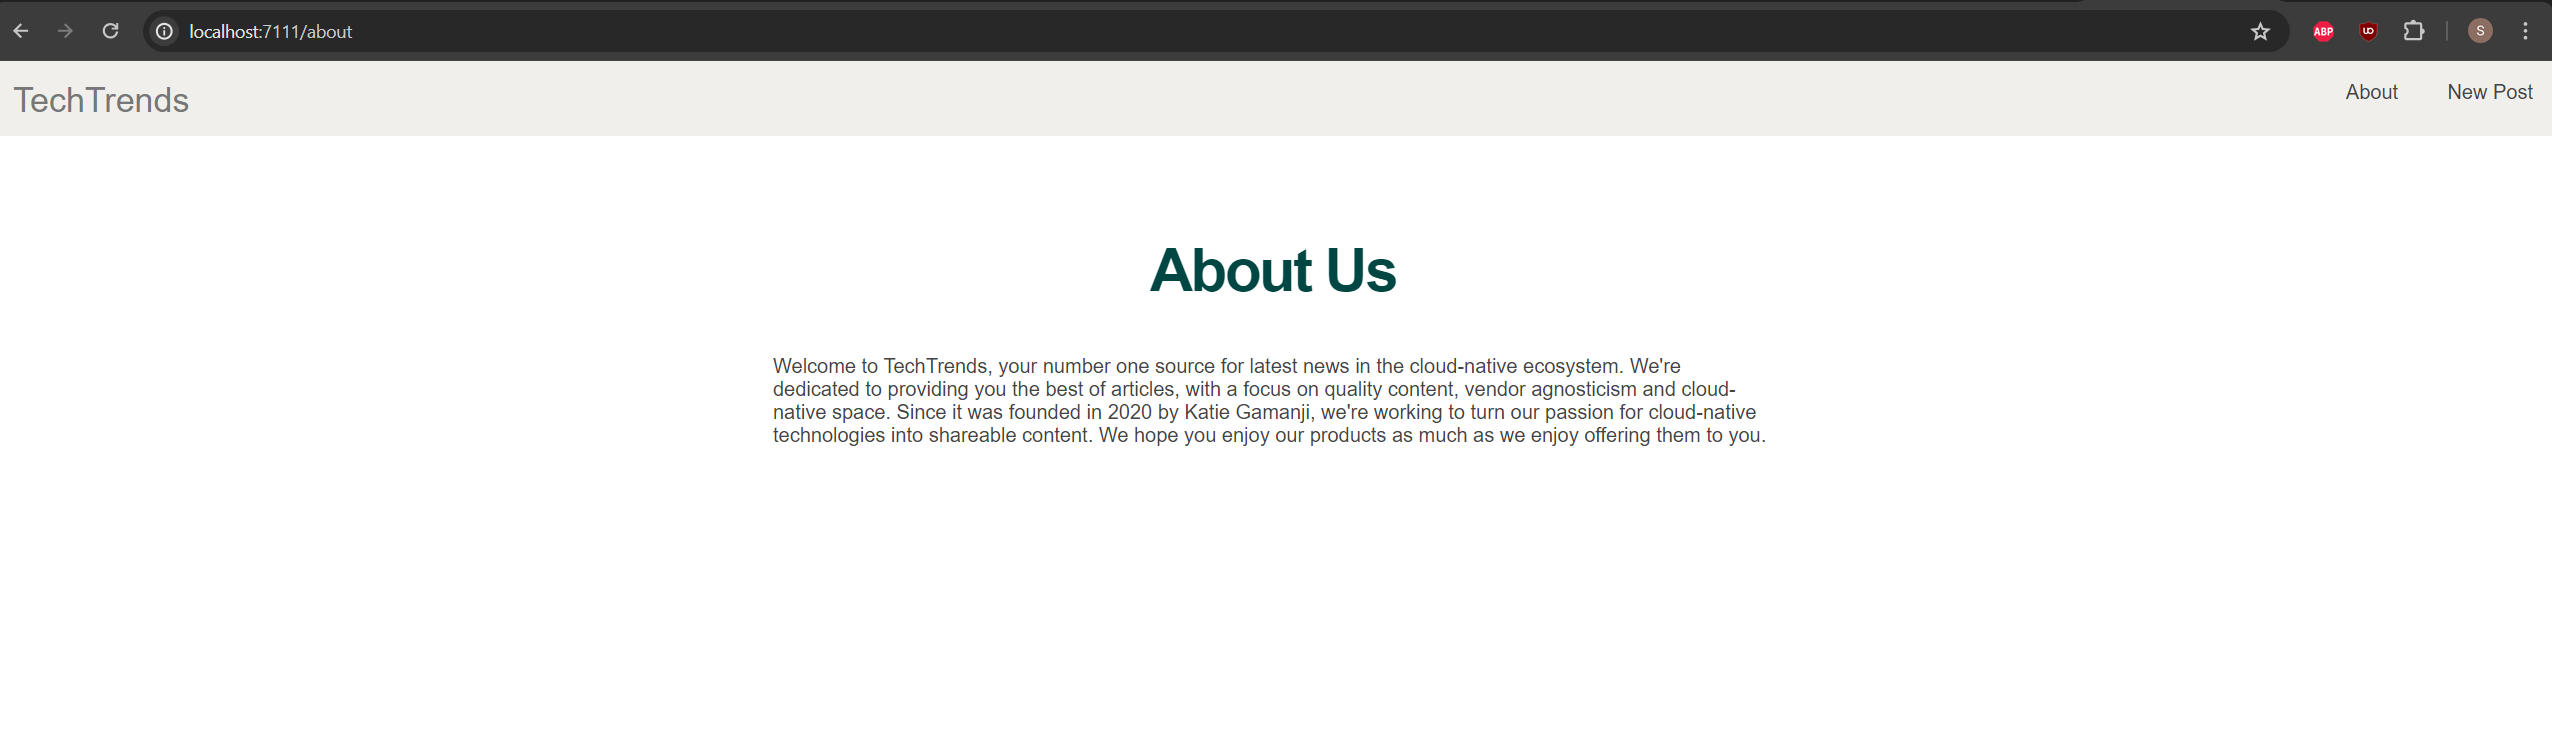 localhost:7111/about
ABP
UO
S
TechTrends
About
New Post
About Us
Welcome to TechTrends, your number one source for latest news in the cloud-native ecosystem. We're
dedicated to providing you the best of articles, with a focus on quality content, vendor agnosticism and cloud-
native space. Since it was founded in 2020 by Katie Gamanji, we're working to turn our passion for cloud-native
technologies into shareable content. We hope you enjoy our products as much as we enjoy offering them to you.